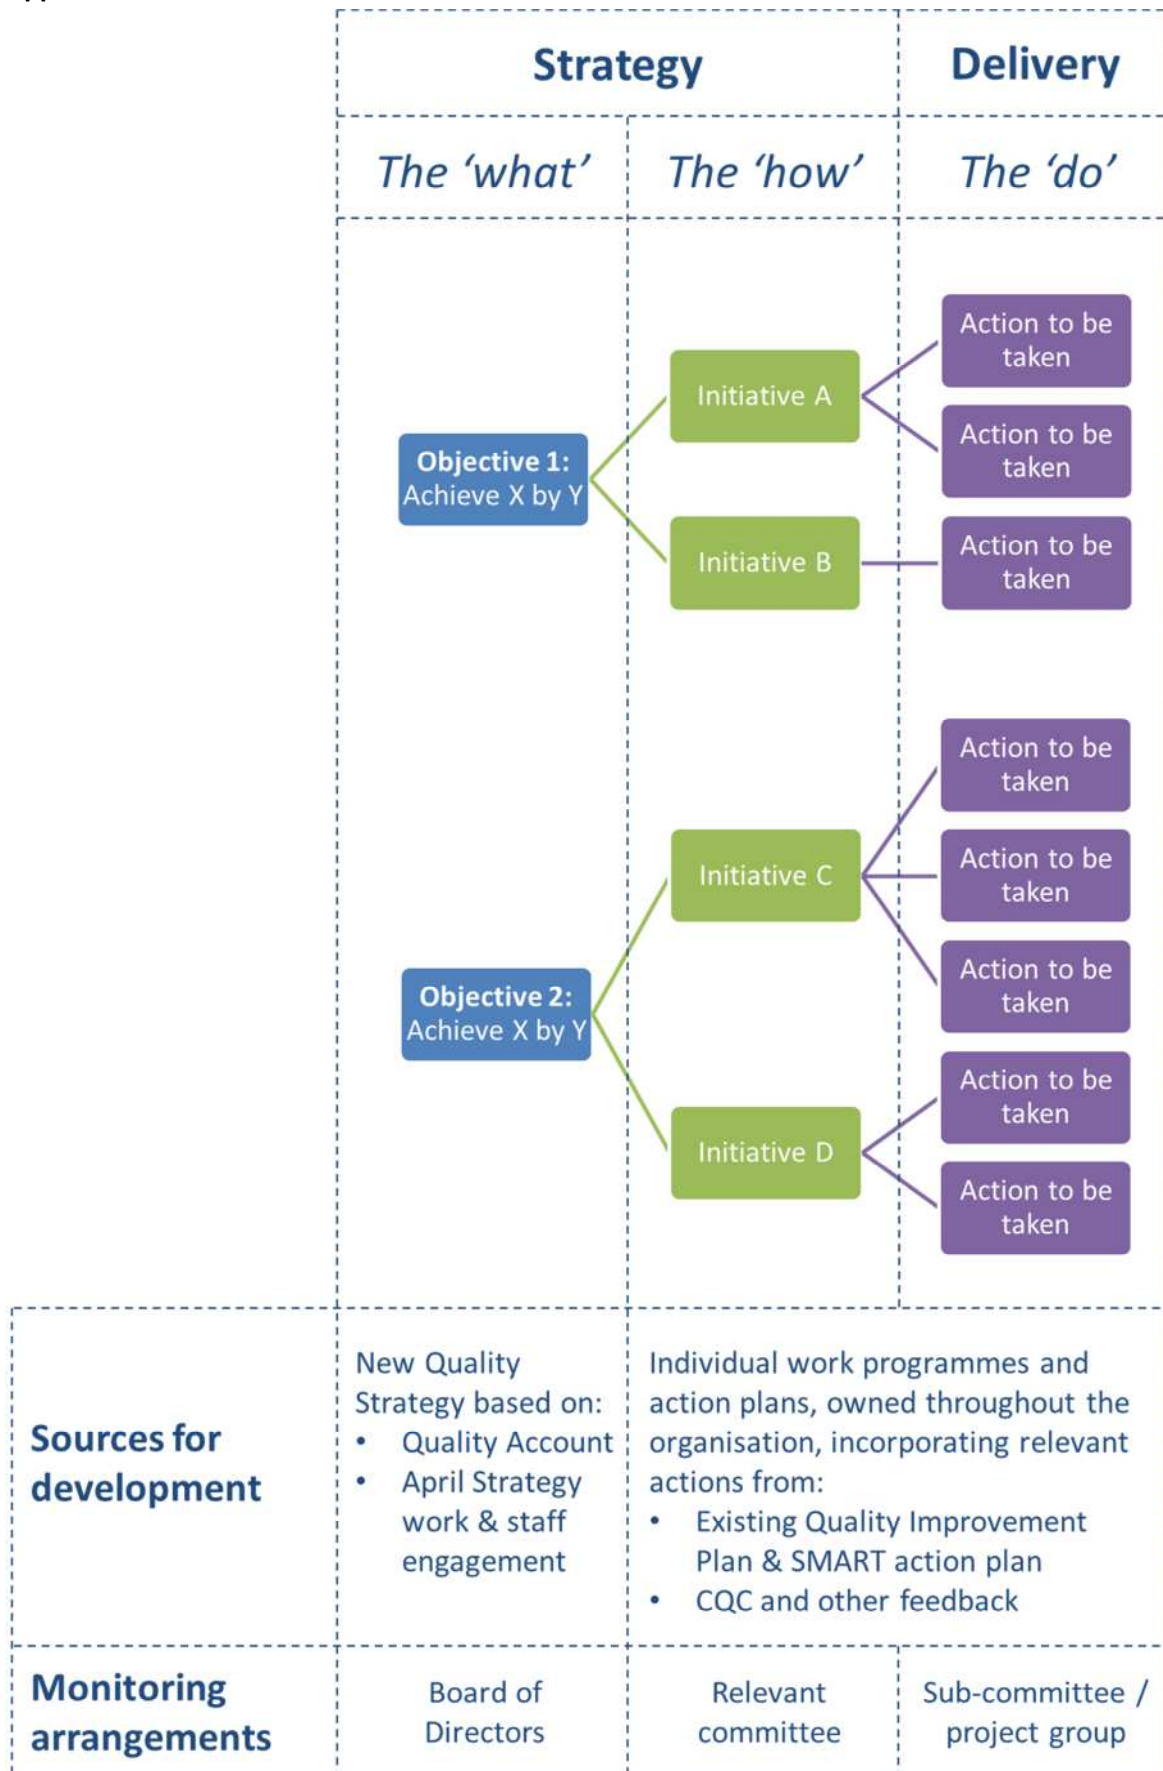 Strategy
Delivery
The ‘what’
The ‘how’
The ‘do’
Objective 1:
Achieve X by Y
Initiative A
Action to be
taken
Action to be
taken
Initiative B
Action to be
taken
Objective 2:
Achieve X by Y
Initiative C
Action to be
taken
Action to be
taken
Action to be
taken
Initiative D
Action to be
taken
Action to be
taken
Sources for
development
New Quality
Strategy based on:
• Quality Account
• April Strategy
work & staff
engagement
Individual work programmes and
action plans, owned throughout the
organisation, incorporating relevant
actions from:
• Existing Quality Improvement
Plan & SMART action plan
• CQC and other feedback
Monitoring
arrangements
Board of
Directors
Relevant
committee
Sub-committee /
project group